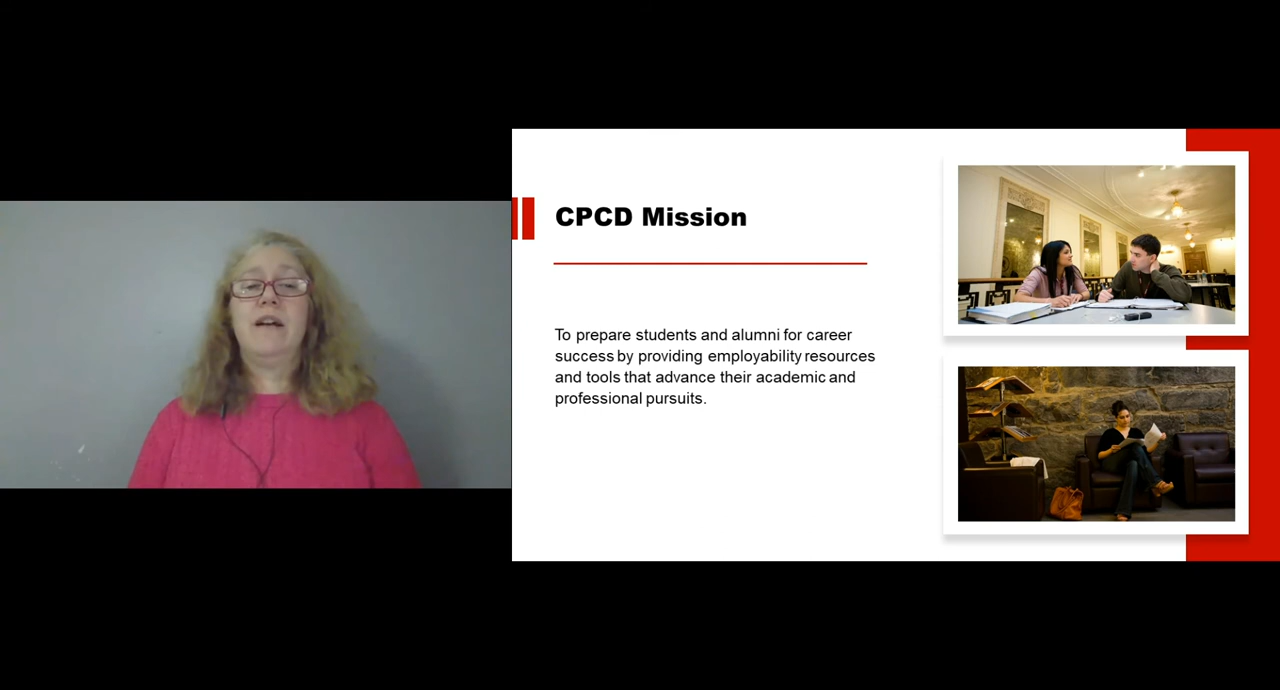 CPCD Mission
To prepare students and alumni for career
success by providing employability resources
and tools that advance their academic and
professional pursuits.